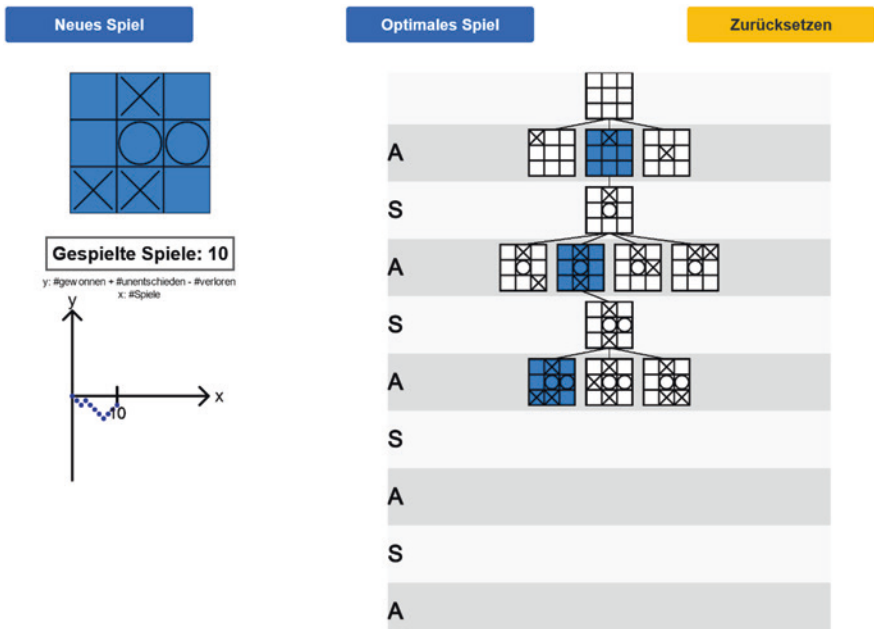 Neues Spiel
Optimales Spiel
Zurücksetzen
Gespielte Spiele: 10
y: #gewonnen + #unentschieden - #verloren
x: #Spiele
y
x
10
A
S
A
S
A
S
A
S
A